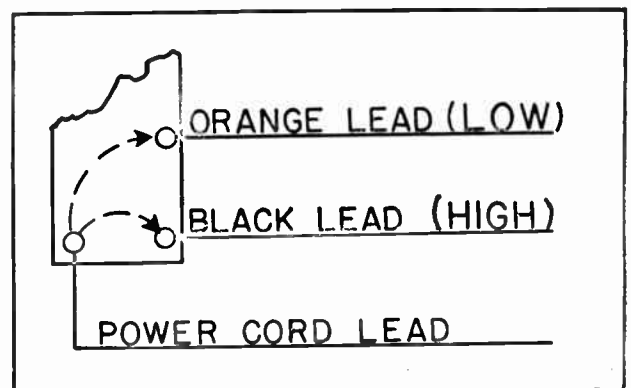 ORANGE LEAD (LOW)
BLACK LEAD (HIGH)
POWER CORD LEAD